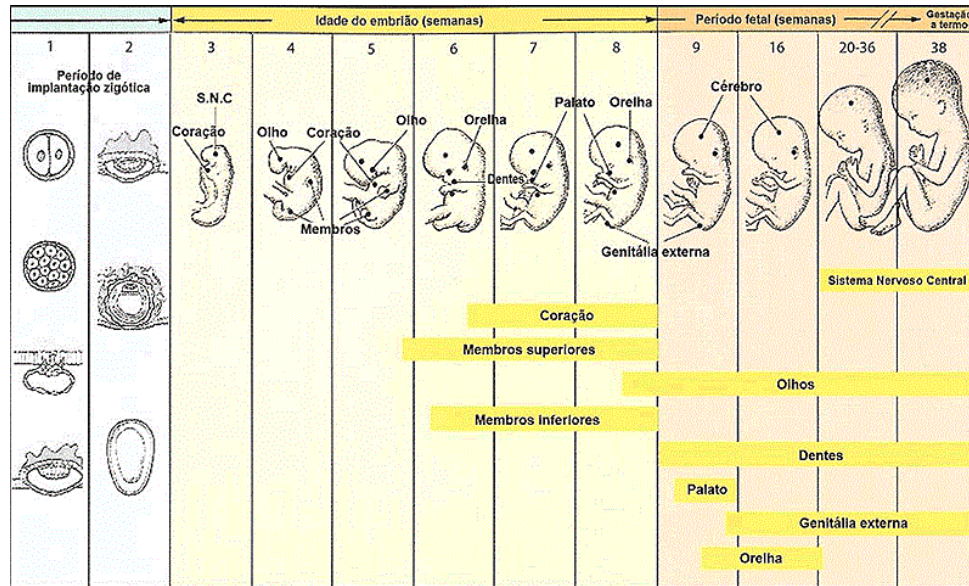 Idade do embrião (semanas)
Período fetal (semanas)
Gestação
a termo
1
2
3
4
5
6
7
8
9
16
20-36
38
Período de
implantação zigótica
S.N.C
Coração
Olho
Coração
Olho
Orelha
Palato
Orelha
Cérebro
Dentes
Membros
Genitália externa
Sistema Nervoso Central
Coração
Membros superiores
Olhos
Membros inferiores
Dentes
Palato
Genitália externa
Orelha